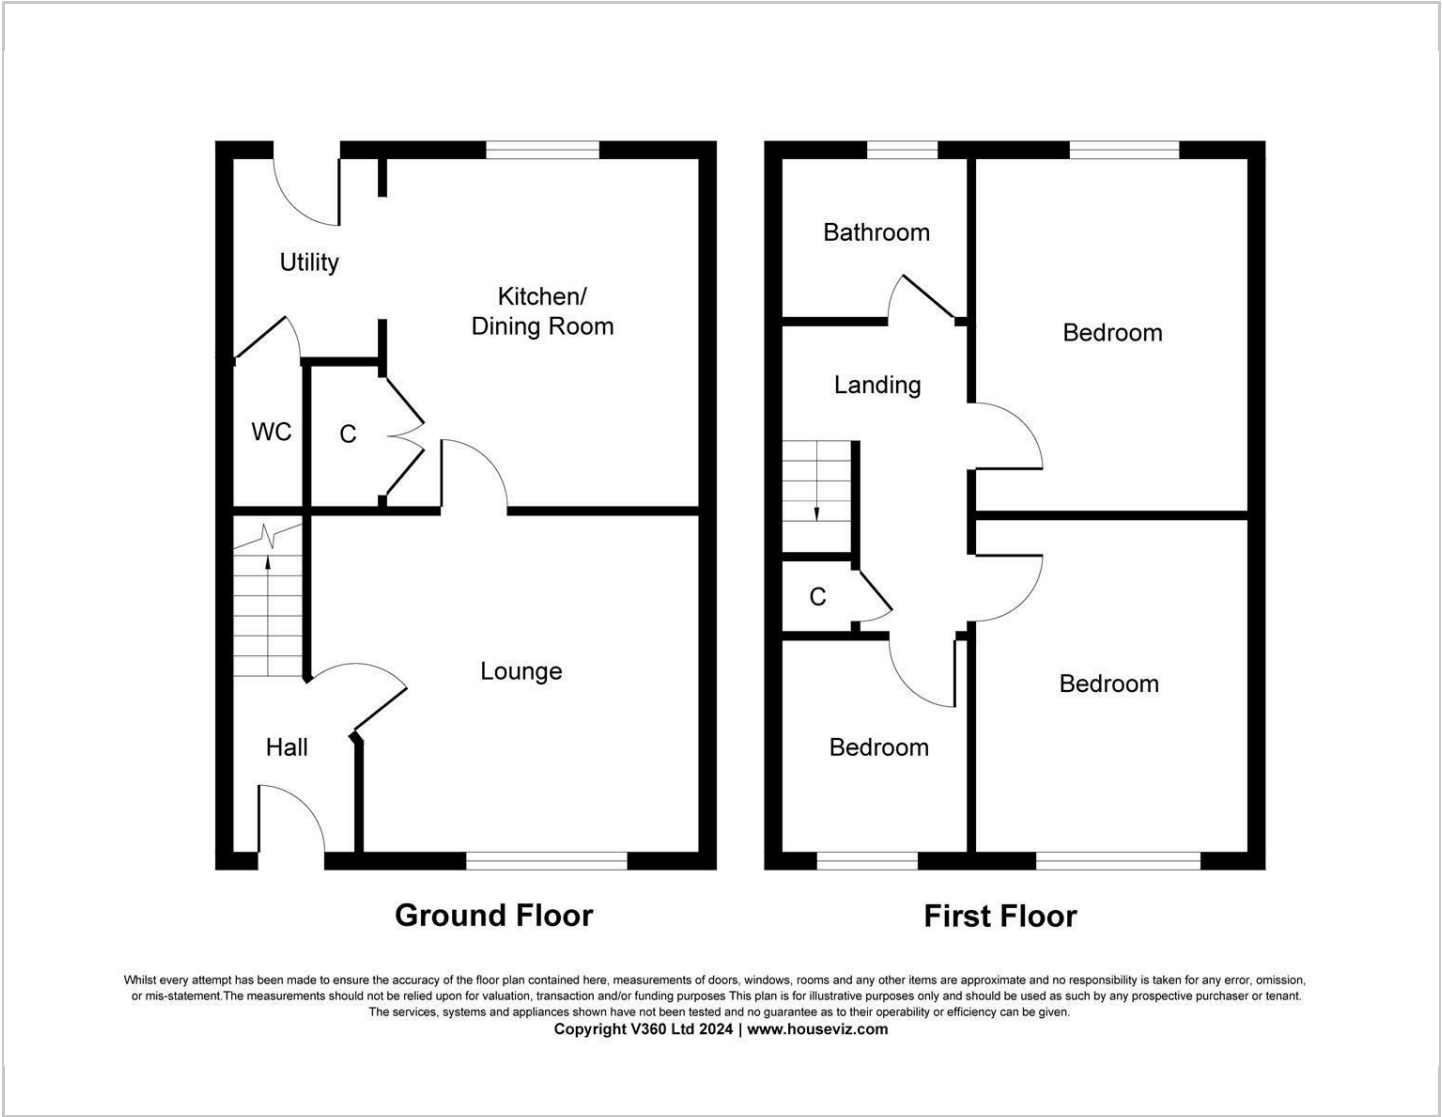 Utility
Kitchen/
Dining Room
WC
C
Lounge
Hall
Ground Floor
Bathroom
Bedroom
Landing
C
Bedroom
Bedroom
First Floor
Whilst every attempt has been made to ensure the accuracy of the floor plan contained here, measurements of doors, windows, rooms and any other items are approximate and no responsibility is taken for any error, omission,
or mis-statement.The measurements should not be relied upon for valuation, transaction and/or funding purposes This plan is for illustrative purposes only and should be used as such by any prospective purchaser or tenant.
The services, systems and appliances shown have not been tested and no guarantee as to their operability or efficiency can be given.
Copyright V360 Ltd 2024 | www.houseviz.com